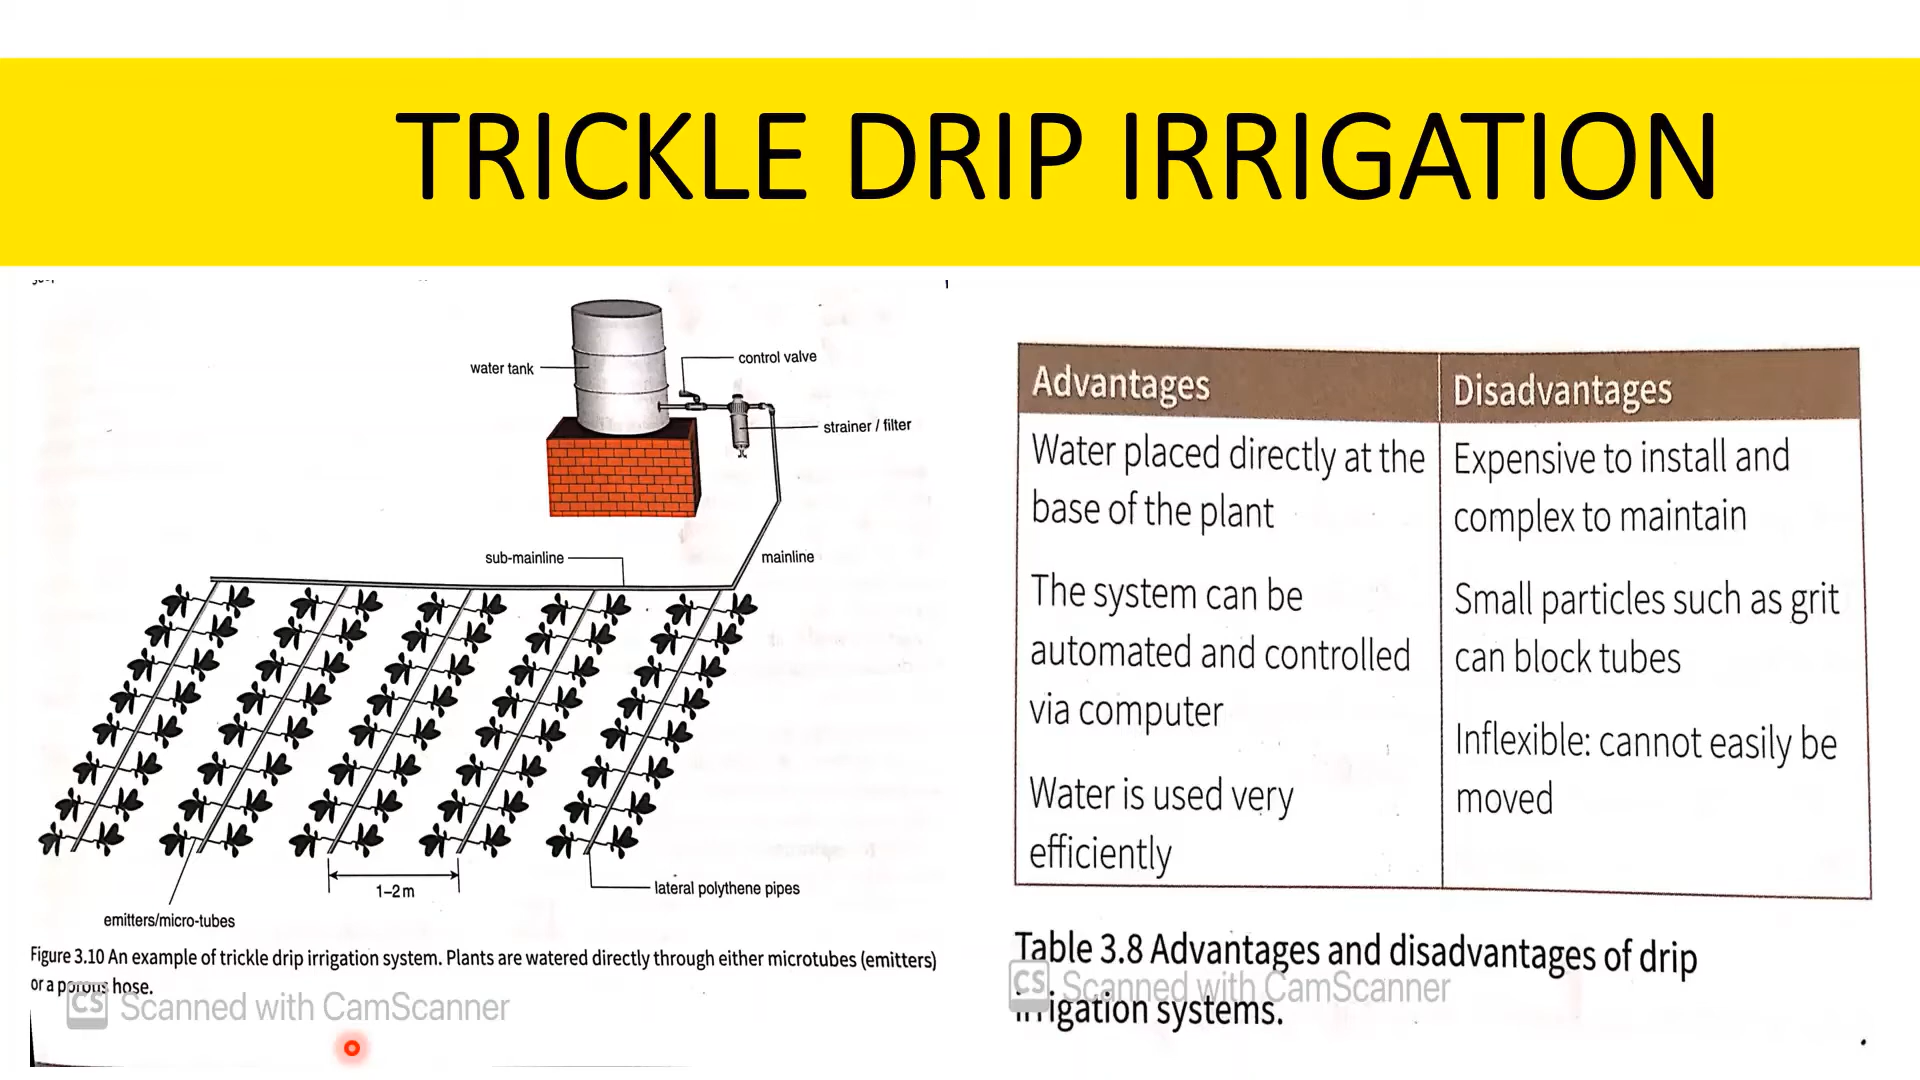 TRICKLE DRIP IRRIGATION
water tank
control valve
strainer / filter
sub-mainline
mainline
1–2 m
lateral polythene pipes
emitters/micro-tubes
Figure 3.10 An example of trickle drip irrigation system. Plants are watered directly through either microtubes (emitters)
or a porous hose.
CS Scanned with CamScanner
Advantages
Water placed directly at the
base of the plant
The system can be
automated and controlled
via computer
Water is used very
efficiently
Disadvantages
Expensive to install and
complex to maintain
Small particles such as grit
can block tubes
Inflexible: cannot easily be
moved
Table 3.8 Advantages and disadvantages of drip
irrigation systems.
CS Scanned with CamScanner